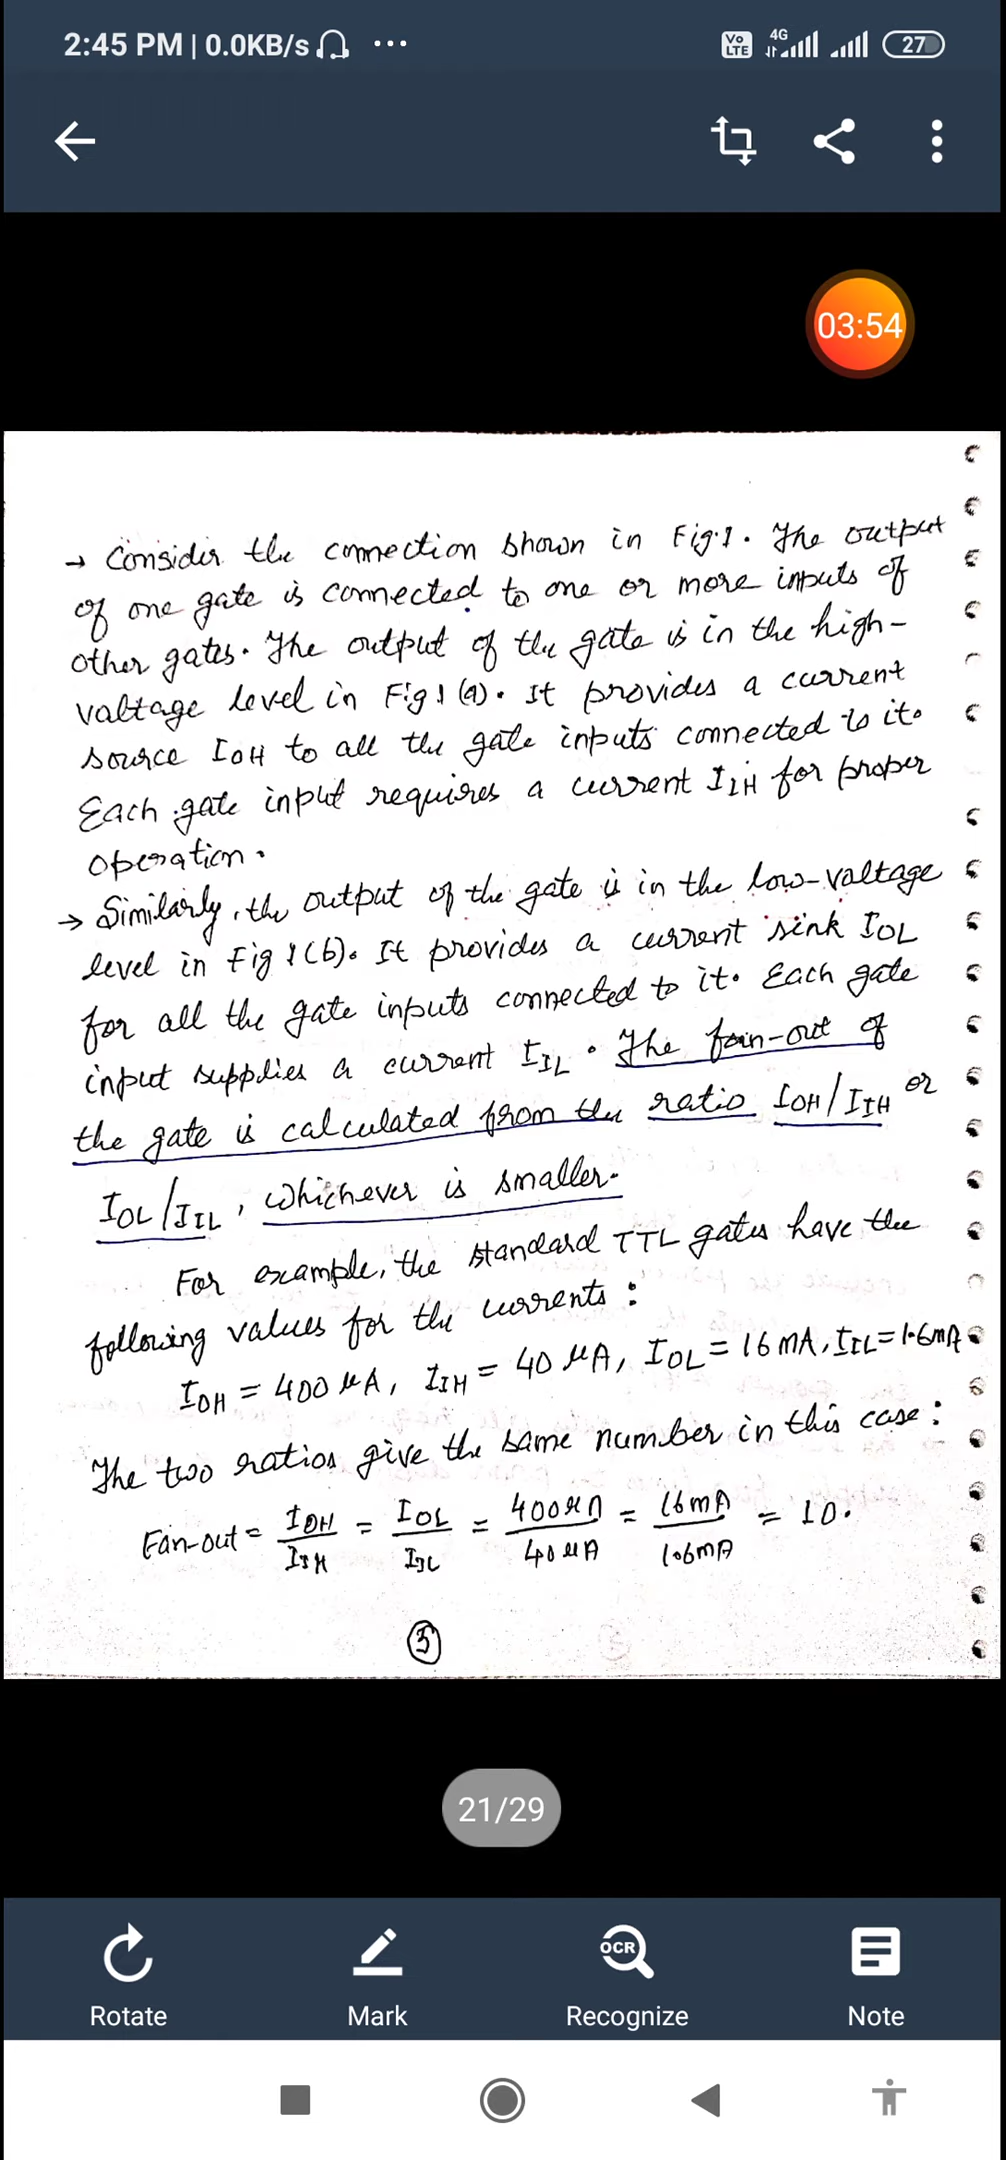 2:45 PM | 0.0KB/s ...
Vo LTE 4G 27
03:54
→ Consider the connection shown in Fig.1. The output
of one gate is connected to one or more inputs of
other gates. The output of the gate is in the high-
voltage level in Fig 1 (a). It provides a current
source IOH to all the gate inputs connected to it.
Each gate input requires a current IIH for proper
operation.
→ Similarly, the output of the gate is in the low-voltage
level in Fig 1(b). It provides a current sink IOL
for all the gate inputs connected to it. Each gate
input supplies a current IIL. The fan-out of
the gate is calculated from the ratio IOH/IIH or
IOL/IIL, whichever is smaller.
For example, the standard TTL gates have the
following values for the currents:
IOH = 400 μA, IIH = 40 μA, IOL = 16 mA, IIL = 1.6mA
The two ratios give the same number in this case:
Fan-out = IOH/IIH = IOL/IIL = 400μA/40μA = 16mA/1.6mA = 10.
5
21/29
OCR
Rotate Mark Recognize Note